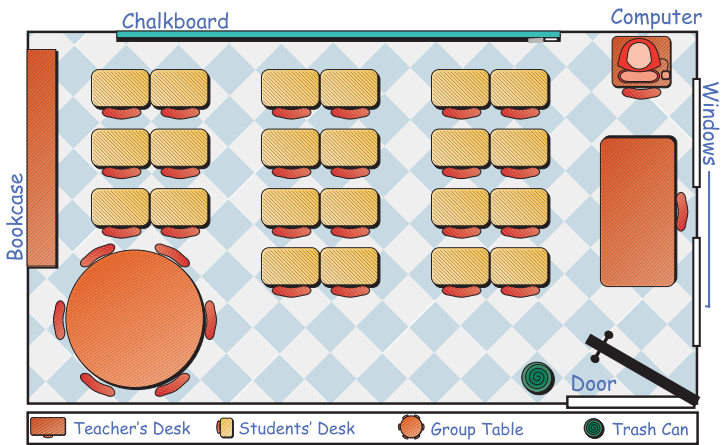 Chalkboard
Computer
Windows
Bookcase
Door
Teacher's Desk
Students' Desk
Group Table
Trash Can